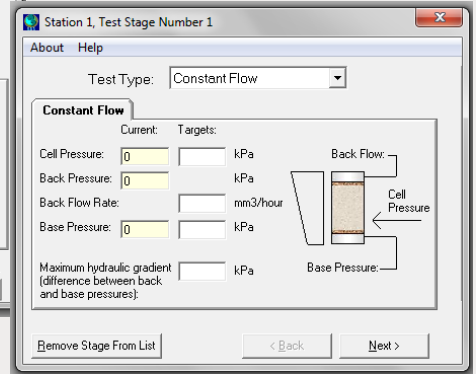 Station 1, Test Stage Number 1
About Help
Test Type: Constant Flow
Constant Flow
Current: Targets:
Cell Pressure: 0 kPa
Back Pressure: 0 kPa
Back Flow Rate: mm3/hour
Base Pressure: 0 kPa
Maximum hydraulic gradient kPa
(difference between back
and base pressures):
Back Flow:
Cell
Pressure
Base Pressure:
Remove Stage From List < Back Next >